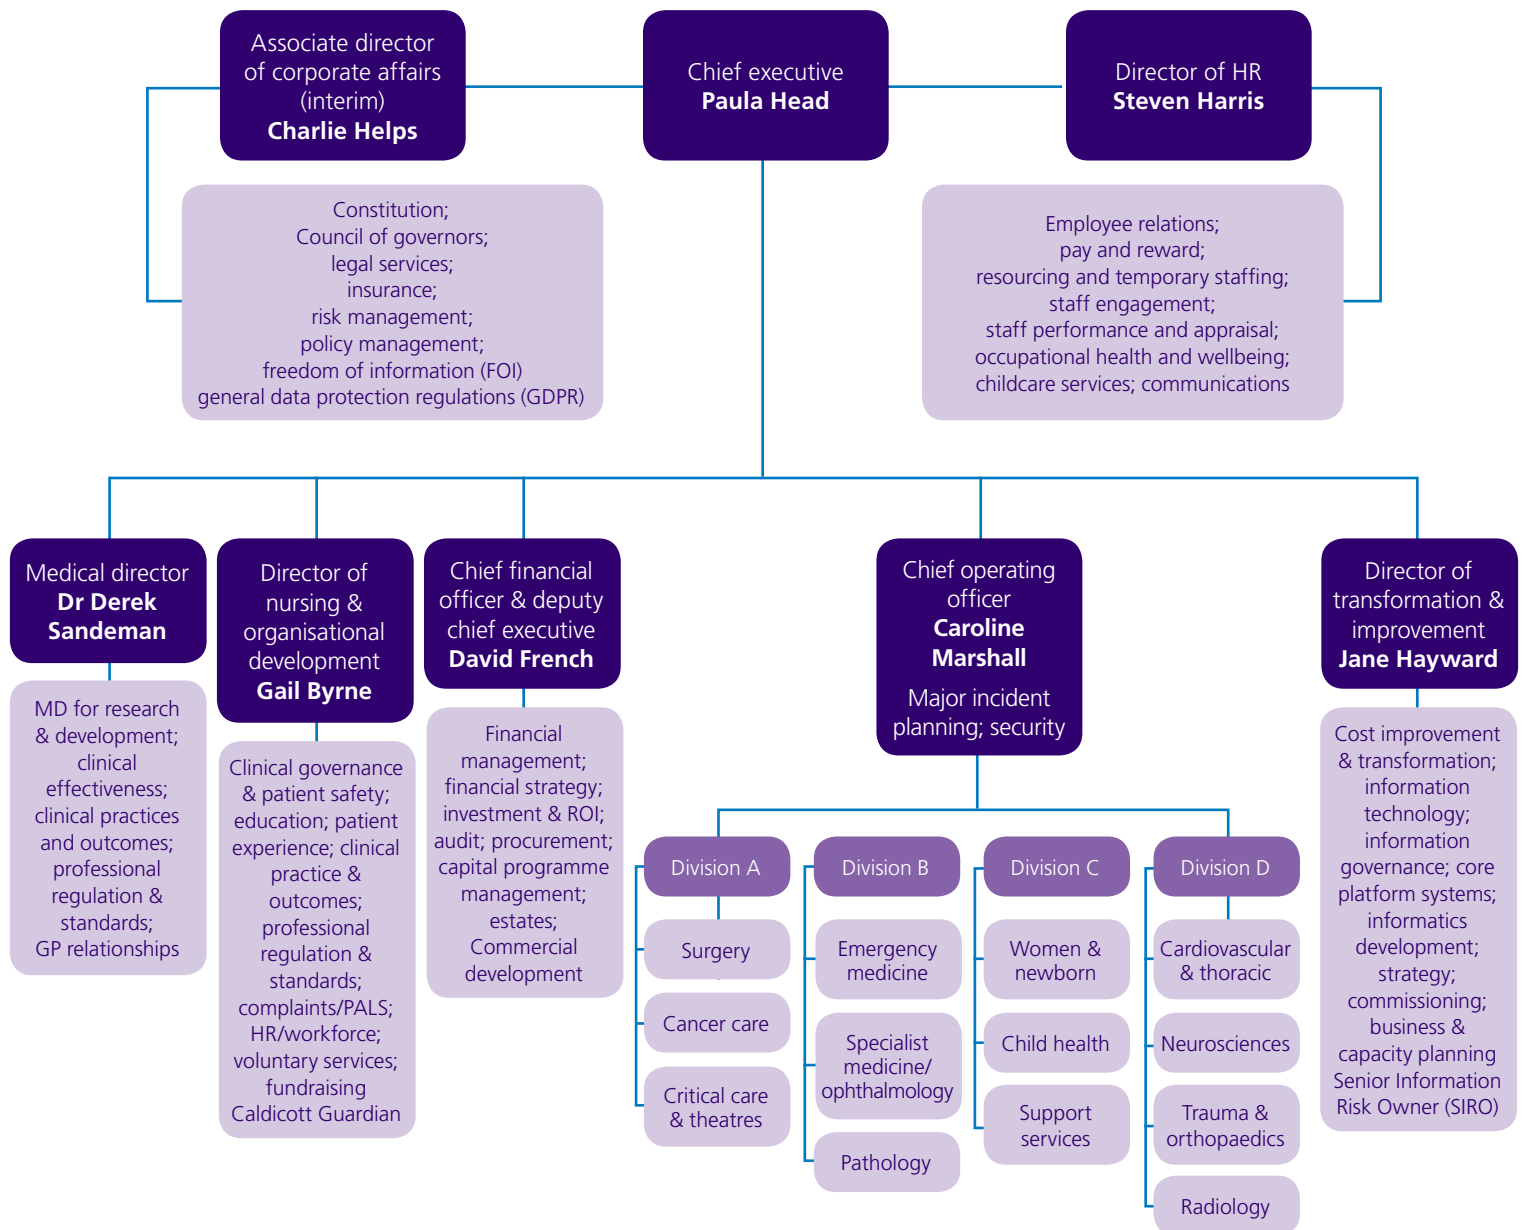 Associate director
of corporate affairs
(interim)
Charlie Helps
Chief executive
Paula Head
Director of HR
Steven Harris
Constitution;
Council of governors;
legal services;
insurance;
risk management;
policy management;
freedom of information (FOI)
general data protection regulations (GDPR)
Employee relations;
pay and reward;
resourcing and temporary staffing;
staff engagement;
staff performance and appraisal;
occupational health and wellbeing;
childcare services; communications
Medical director
Dr Derek
Sandeman
MD for research
& development;
clinical
effectiveness;
clinical practices
and outcomes;
professional
regulation &
standards;
GP relationships
Director of
nursing &
organisational
development
Gail Byrne
Clinical governance
& patient safety;
education; patient
experience; clinical
practice &
outcomes;
professional
regulation &
standards;
complaints/PALS;
HR/workforce;
voluntary services;
fundraising
Caldicott Guardian
Chief financial
officer & deputy
chief executive
David French
Financial
management;
financial strategy;
investment & ROI;
audit; procurement;
capital programme
management;
estates;
Commercial
development
Chief operating
officer
Caroline
Marshall
Major incident
planning; security
Division A
Surgery
Cancer care
Critical care
& theatres
Division B
Emergency
medicine
Specialist
medicine/
ophthalmology
Pathology
Division C
Women &
newborn
Child health
Support
services
Division D
Cardiovascular
& thoracic
Neurosciences
Trauma &
orthopaedics
Radiology
Director of
transformation &
improvement
Jane Hayward
Cost improvement
& transformation;
information
technology;
information
governance; core
platform systems;
informatics
development;
strategy;
commissioning;
business &
capacity planning
Senior Information
Risk Owner (SIRO)